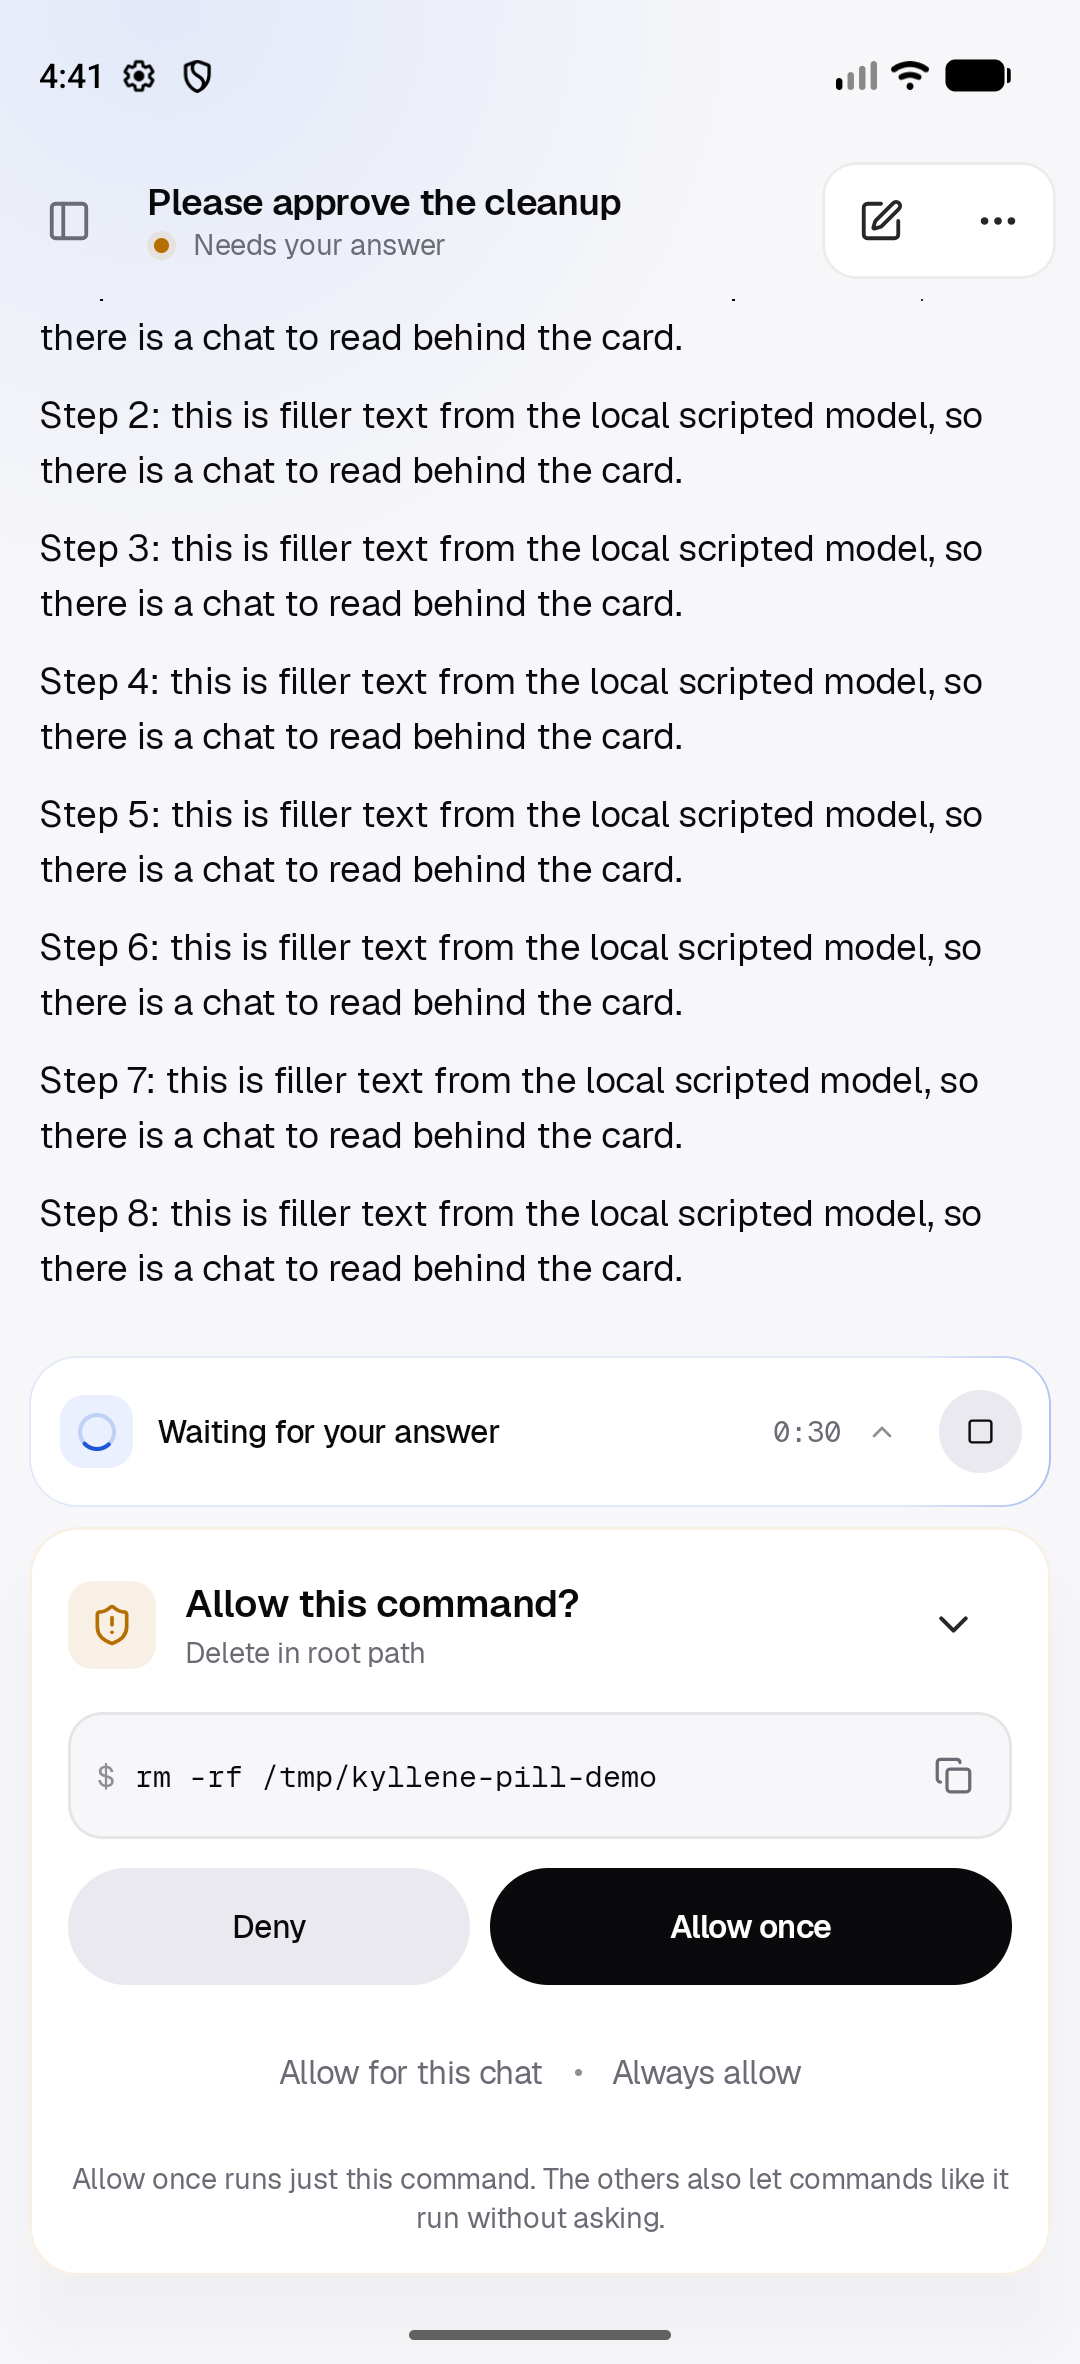 4:41
Please approve the cleanup
Needs your answer
there is a chat to read behind the card.
Step 2: this is filler text from the local scripted model, so
there is a chat to read behind the card.
Step 3: this is filler text from the local scripted model, so
there is a chat to read behind the card.
Step 4: this is filler text from the local scripted model, so
there is a chat to read behind the card.
Step 5: this is filler text from the local scripted model, so
there is a chat to read behind the card.
Step 6: this is filler text from the local scripted model, so
there is a chat to read behind the card.
Step 7: this is filler text from the local scripted model, so
there is a chat to read behind the card.
Step 8: this is filler text from the local scripted model, so
there is a chat to read behind the card.
Waiting for your answer 0:30
Allow this command?
Delete in root path
$ rm -rf /tmp/kyllene-pill-demo
Deny Allow once
Allow for this chat • Always allow
Allow once runs just this command. The others also let commands like it
run without asking.